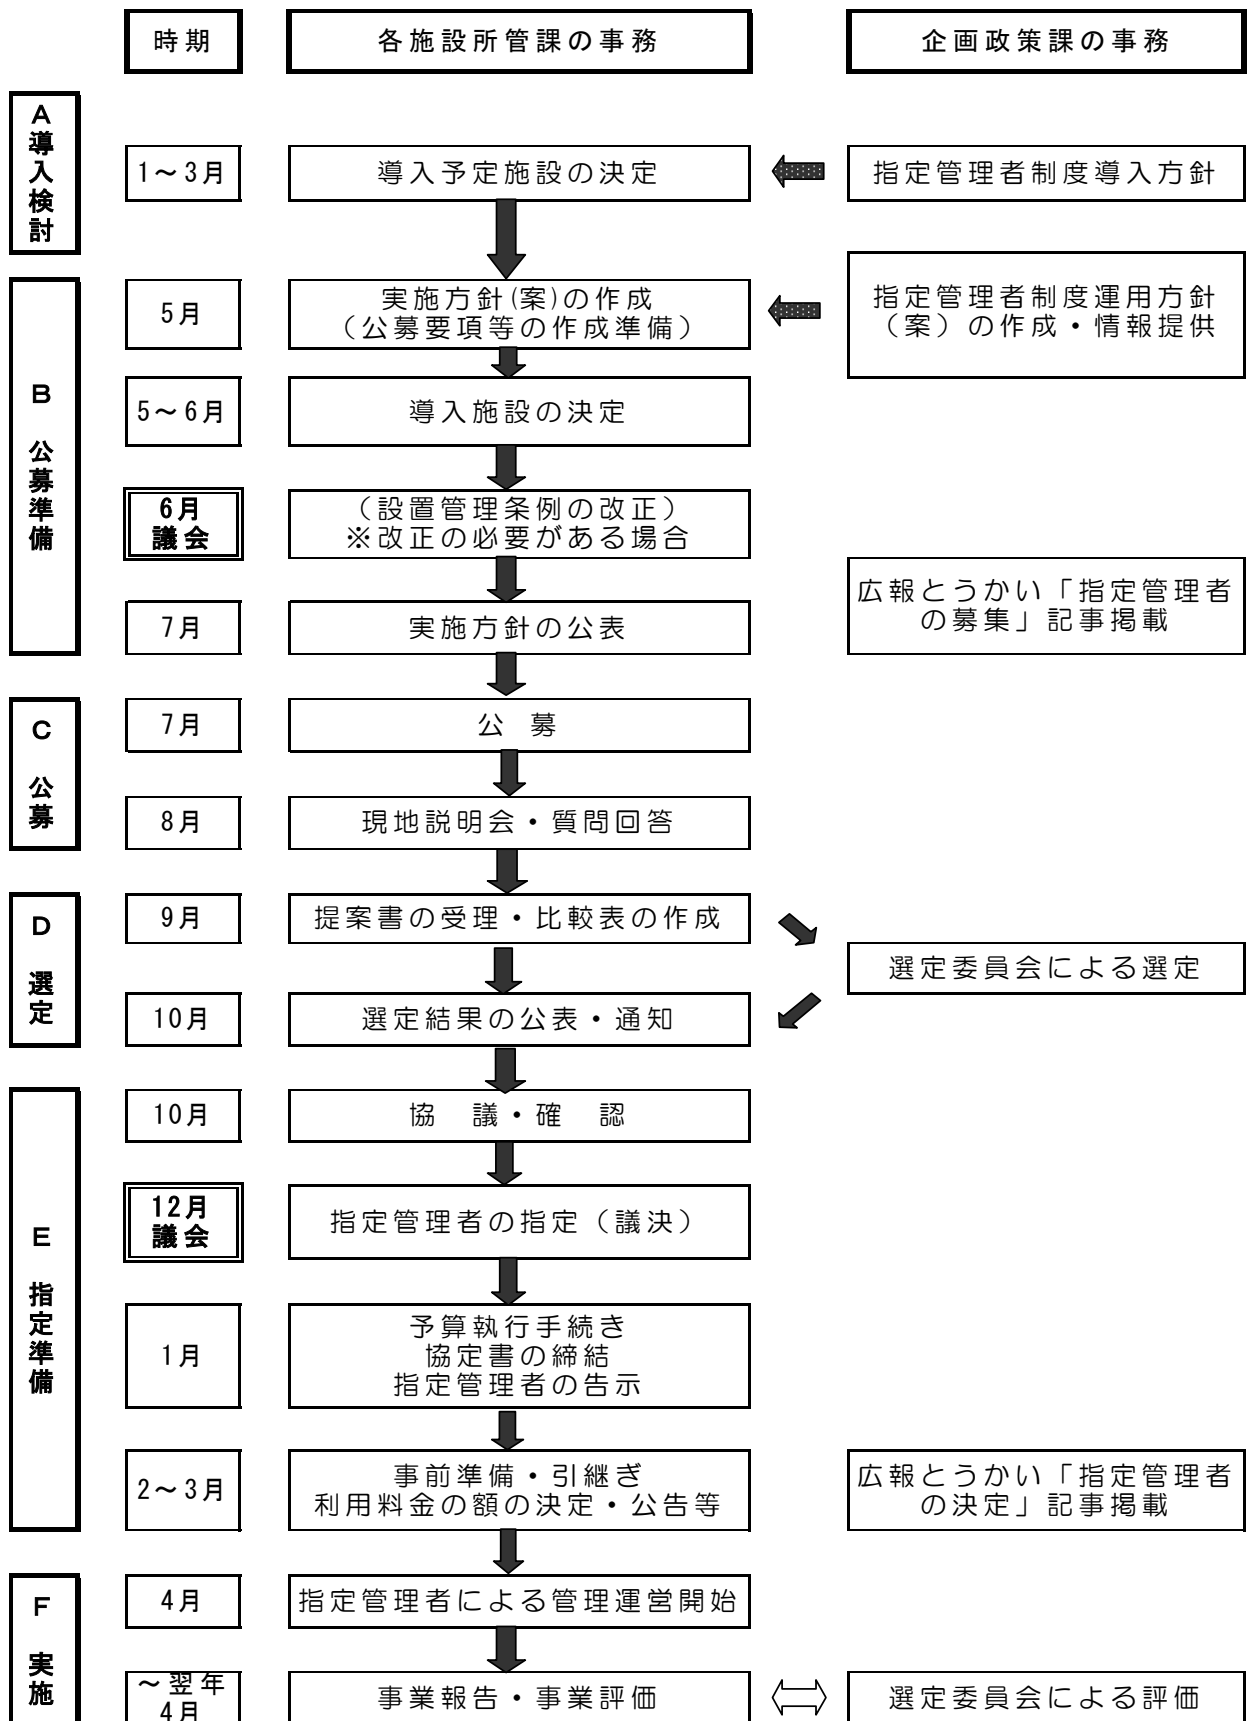 時期
各施設所管課の事務
企画政策課の事務
A
導入検討
1~3月
導入予定施設の決定
指定管理者制度導入方針
B
公募準備
5月
実施方針(案)の作成
(公募要項等の作成準備)
指定管理者制度運用方針
(案)の作成・情報提供
5~6月
導入施設の決定
6月
議会
(設置管理条例の改正)
※改正の必要がある場合
7月
実施方針の公表
広報とうかい「指定管理者
の募集」記事掲載
C
公募
7月
公 募
8月
現地説明会・質問回答
D
選定
9月
提案書の受理・比較表の作成
選定委員会による選定
10月
選定結果の公表・通知
E
指定準備
10月
協 議・確 認
12月
議会
指定管理者の指定(議決)
1月
予算執行手続き
協定書の締結
指定管理者の告示
2~3月
事前準備・引継ぎ
利用料金の額の決定・公告等
広報とうかい「指定管理者
の決定」記事掲載
F
実施
4月
指定管理者による管理運営開始
~翌年
4月
事業報告・事業評価
選定委員会による評価